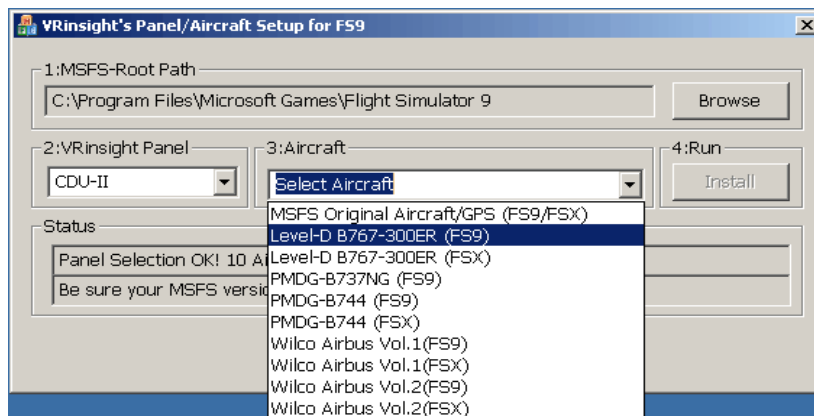 VRinsight's Panel/Aircraft Setup for FS9
1:MSFS-Root Path
C:\Program Files\Microsoft Games\Flight Simulator 9
Browse
2:VRinsight Panel
3:Aircraft
4:Run
CDU-II
Select Aircraft
Install
MSFS Original Aircraft/GPS (FS9/FSX)
Level-D B767-300ER (FS9)
Level-D B767-300ER (FSX)
PMDG-B737NG (FS9)
PMDG-B744 (FS9)
PMDG-B744 (FSX)
Wilco Airbus Vol.1(FS9)
Wilco Airbus Vol.1(FSX)
Wilco Airbus Vol.2(FS9)
Wilco Airbus Vol.2(FSX)
Status
Panel Selection OK! 10 Ai
Be sure your MSFS versio